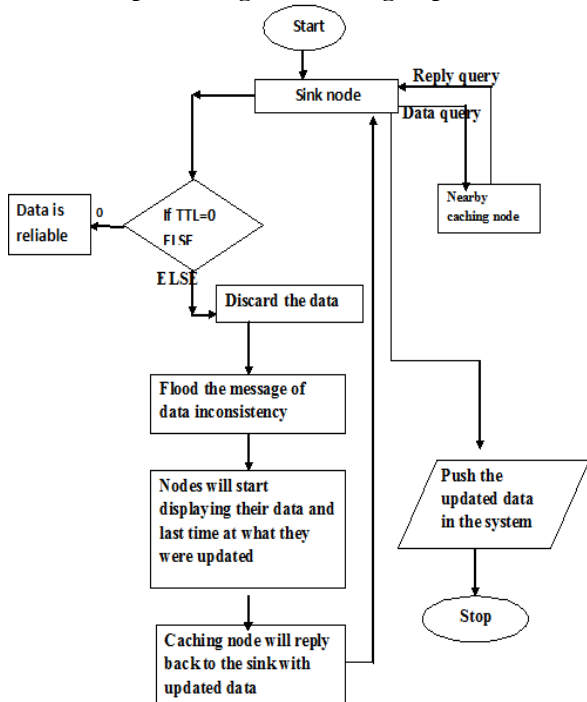 Start
Reply query
Sink node
Data query
Nearby
caching node
Data is
reliable
0
If TTL=0
ELSE
ELSE
Discard the data
Flood the message of
data inconsistency
Nodes will start
displaying their data and
last time at what they
were updated
Push the
updated data
in the system
Stop
Caching node will reply
back to the sink with
updated data